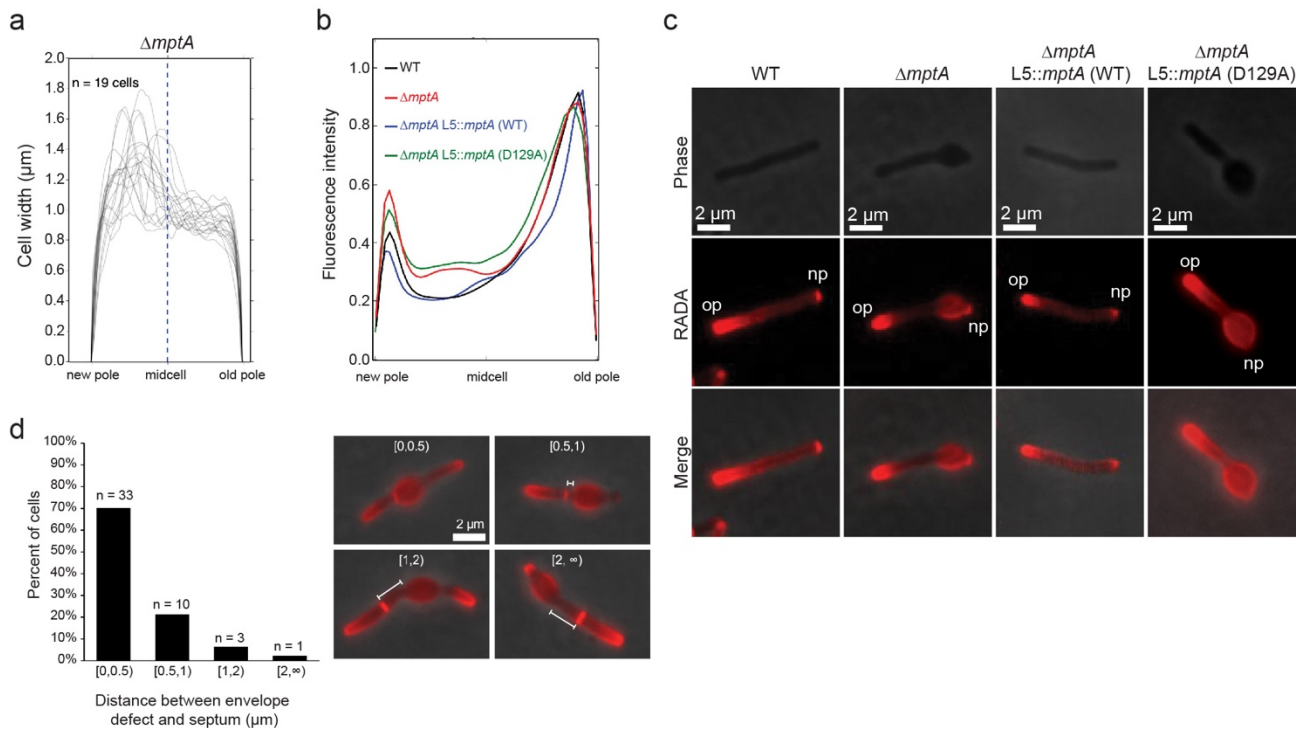 a
ΔmptA
n = 19 cells
Cell width (μm)
2.0
1.8
1.6
1.4
1.2
1.0
0.8
0.6
0.4
0.2
0.0
new pole
midcell
old pole
b
Fluorescence intensity
1.0
0.8
0.6
0.4
0.2
0.0
WT
ΔmptA
ΔmptA L5::mptA (WT)
ΔmptA L5::mptA (D129A)
new pole
midcell
old pole
c
WT
ΔmptA
ΔmptA
L5::mptA (WT)
ΔmptA
L5::mptA (D129A)
Phase
2 μm
2 μm
2 μm
2 μm
RADA
op
np
op
np
op
np
op
np
Merge
d
Percent of cells
100%
90%
80%
70%
60%
50%
40%
30%
20%
10%
0%
n = 33
n = 10
n = 3
n = 1
[0,0.5)
[0.5,1)
[1,2)
[2,∞)
Distance between envelope
defect and septum (μm)
[0,0.5)
2 μm
[0.5,1)
[1,2)
[2, ∞)